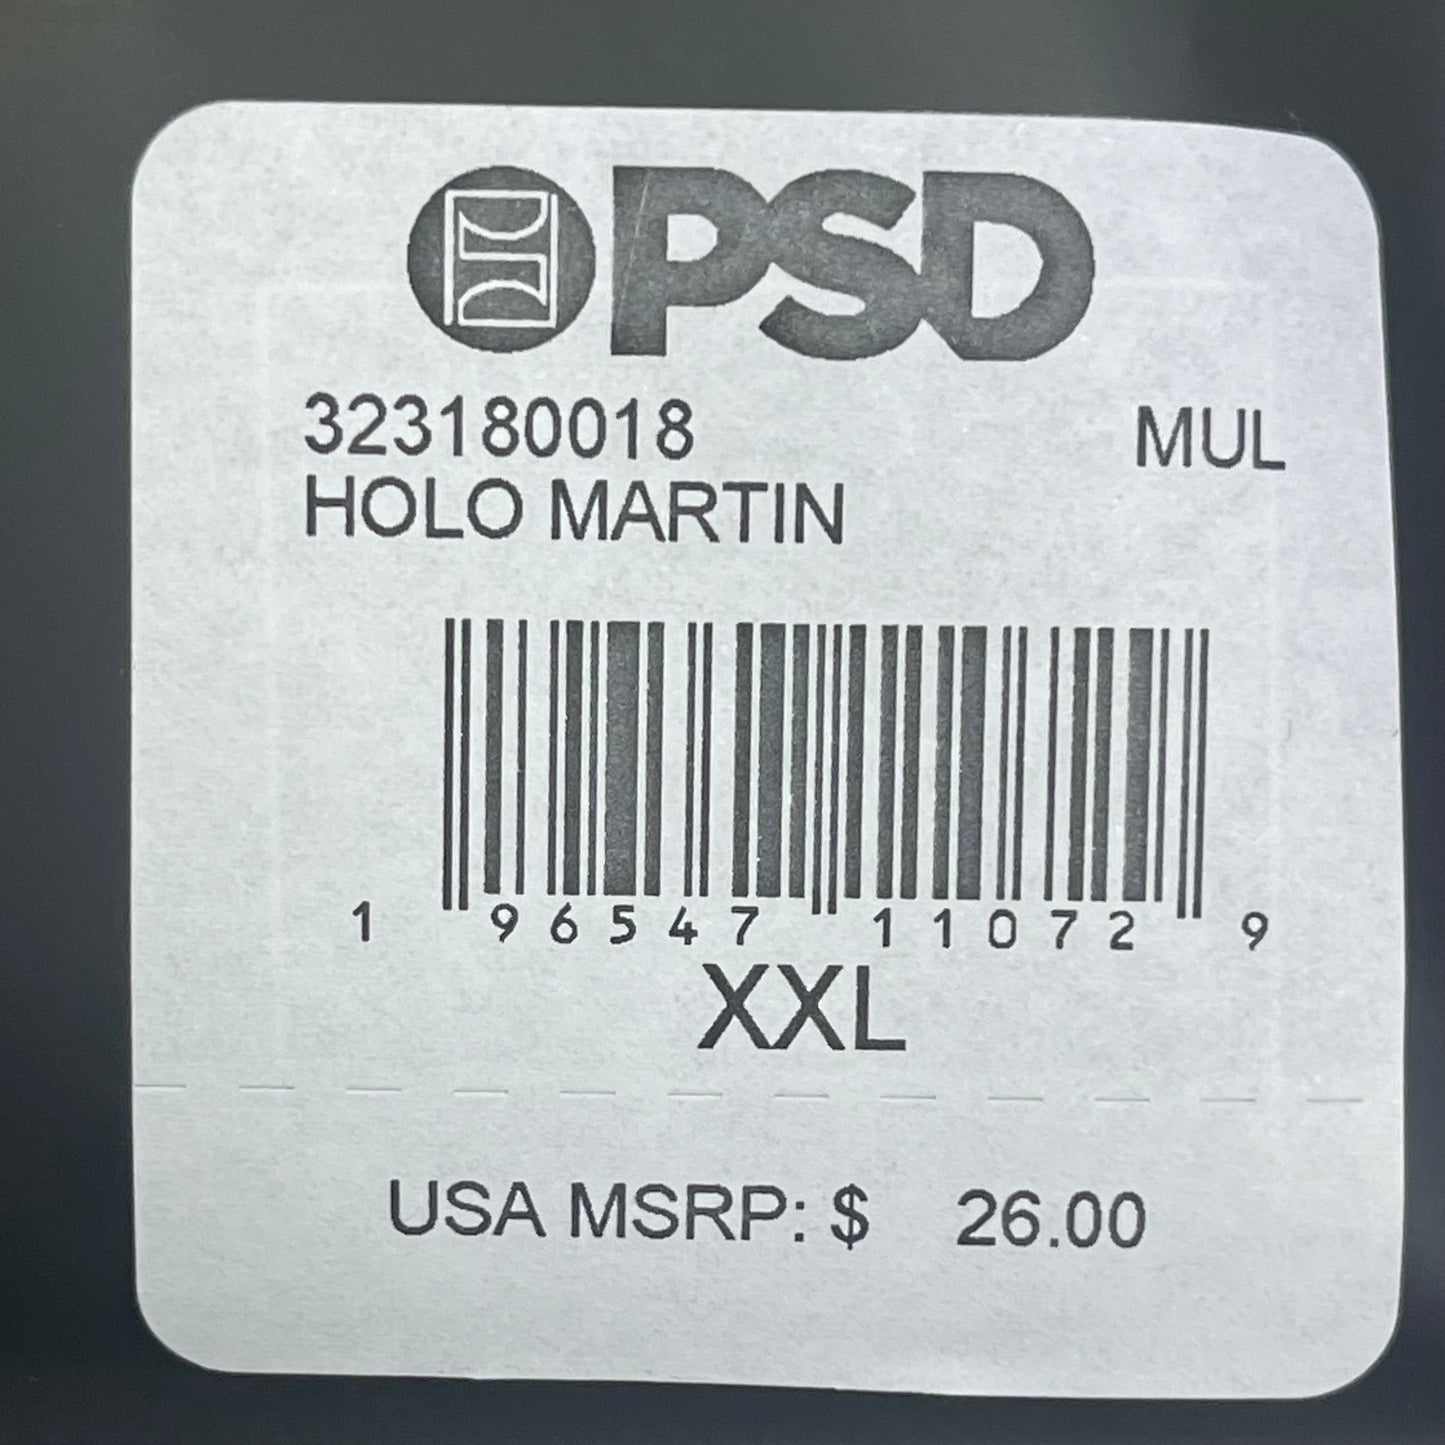 PSD
323180018 MUL
HOLO MARTIN
1 96547 11072 9
XXL
USA MSRP: $ 26.00